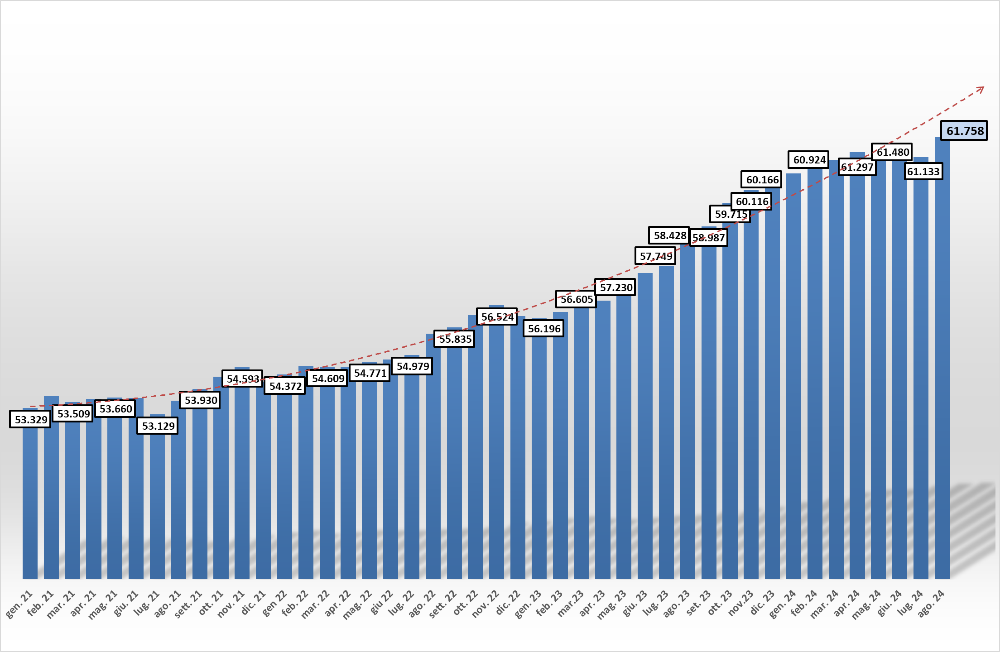 61.758
61.480
60.924
61.297
61.133
60.166
60.116
59.715
58.428
58.987
57.749
57.230
56.605
56.524
56.196
55.835
54.979
54.771
54.609
54.593
54.372
53.930
53.660
53.509
53.329
53.129
gen. 21
feb. 21
mar. 21
apr. 21
mag. 21
giu. 21
lug. 21
ago. 21
sett. 21
ott. 21
nov. 21
dic. 21
gen 22
feb. 22
mar. 22
apr. 22
mag. 22
giu 22
lug. 22
ago. 22
sett. 22
ott. 22
nov. 22
dic. 22
gen. 23
feb. 23
mar.23
apr. 23
mag. 23
giu. 23
lug. 23
ago. 23
set. 23
ott. 23
nov.23
dic. 23
gen. 24
feb. 24
mar. 24
apr. 24
mag. 24
giu. 24
lug. 24
ago. 24